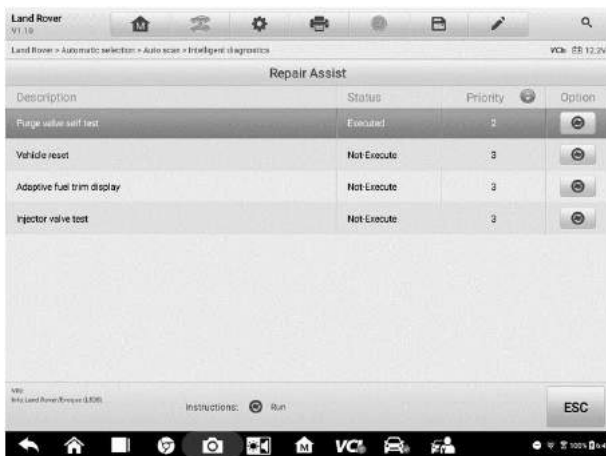 Land Rover
V1.10
Land Rover > Automatic selection > Auto scan > Intelligent diagnostics
VCI: 12.29V
Repair Assist
Description Status Priority Option
Purge valve self test Executed 2
Vehicle reset Not-Execute 3
Adaptive fuel trim display Not-Execute 3
Injector valve test Not-Execute 3
Instructions: Run
ESC
M VCI M
100%